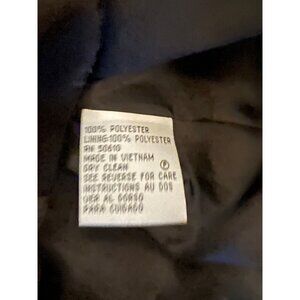 100% POLYESTER
LINING:100% POLYESTER
RN 50610
MADE IN VIETNAM
DRY CLEAN P
SEE REVERSE FOR CARE
INSTRUCTIONS AU DOS
VER AL DORSO
PARA CUIDADO